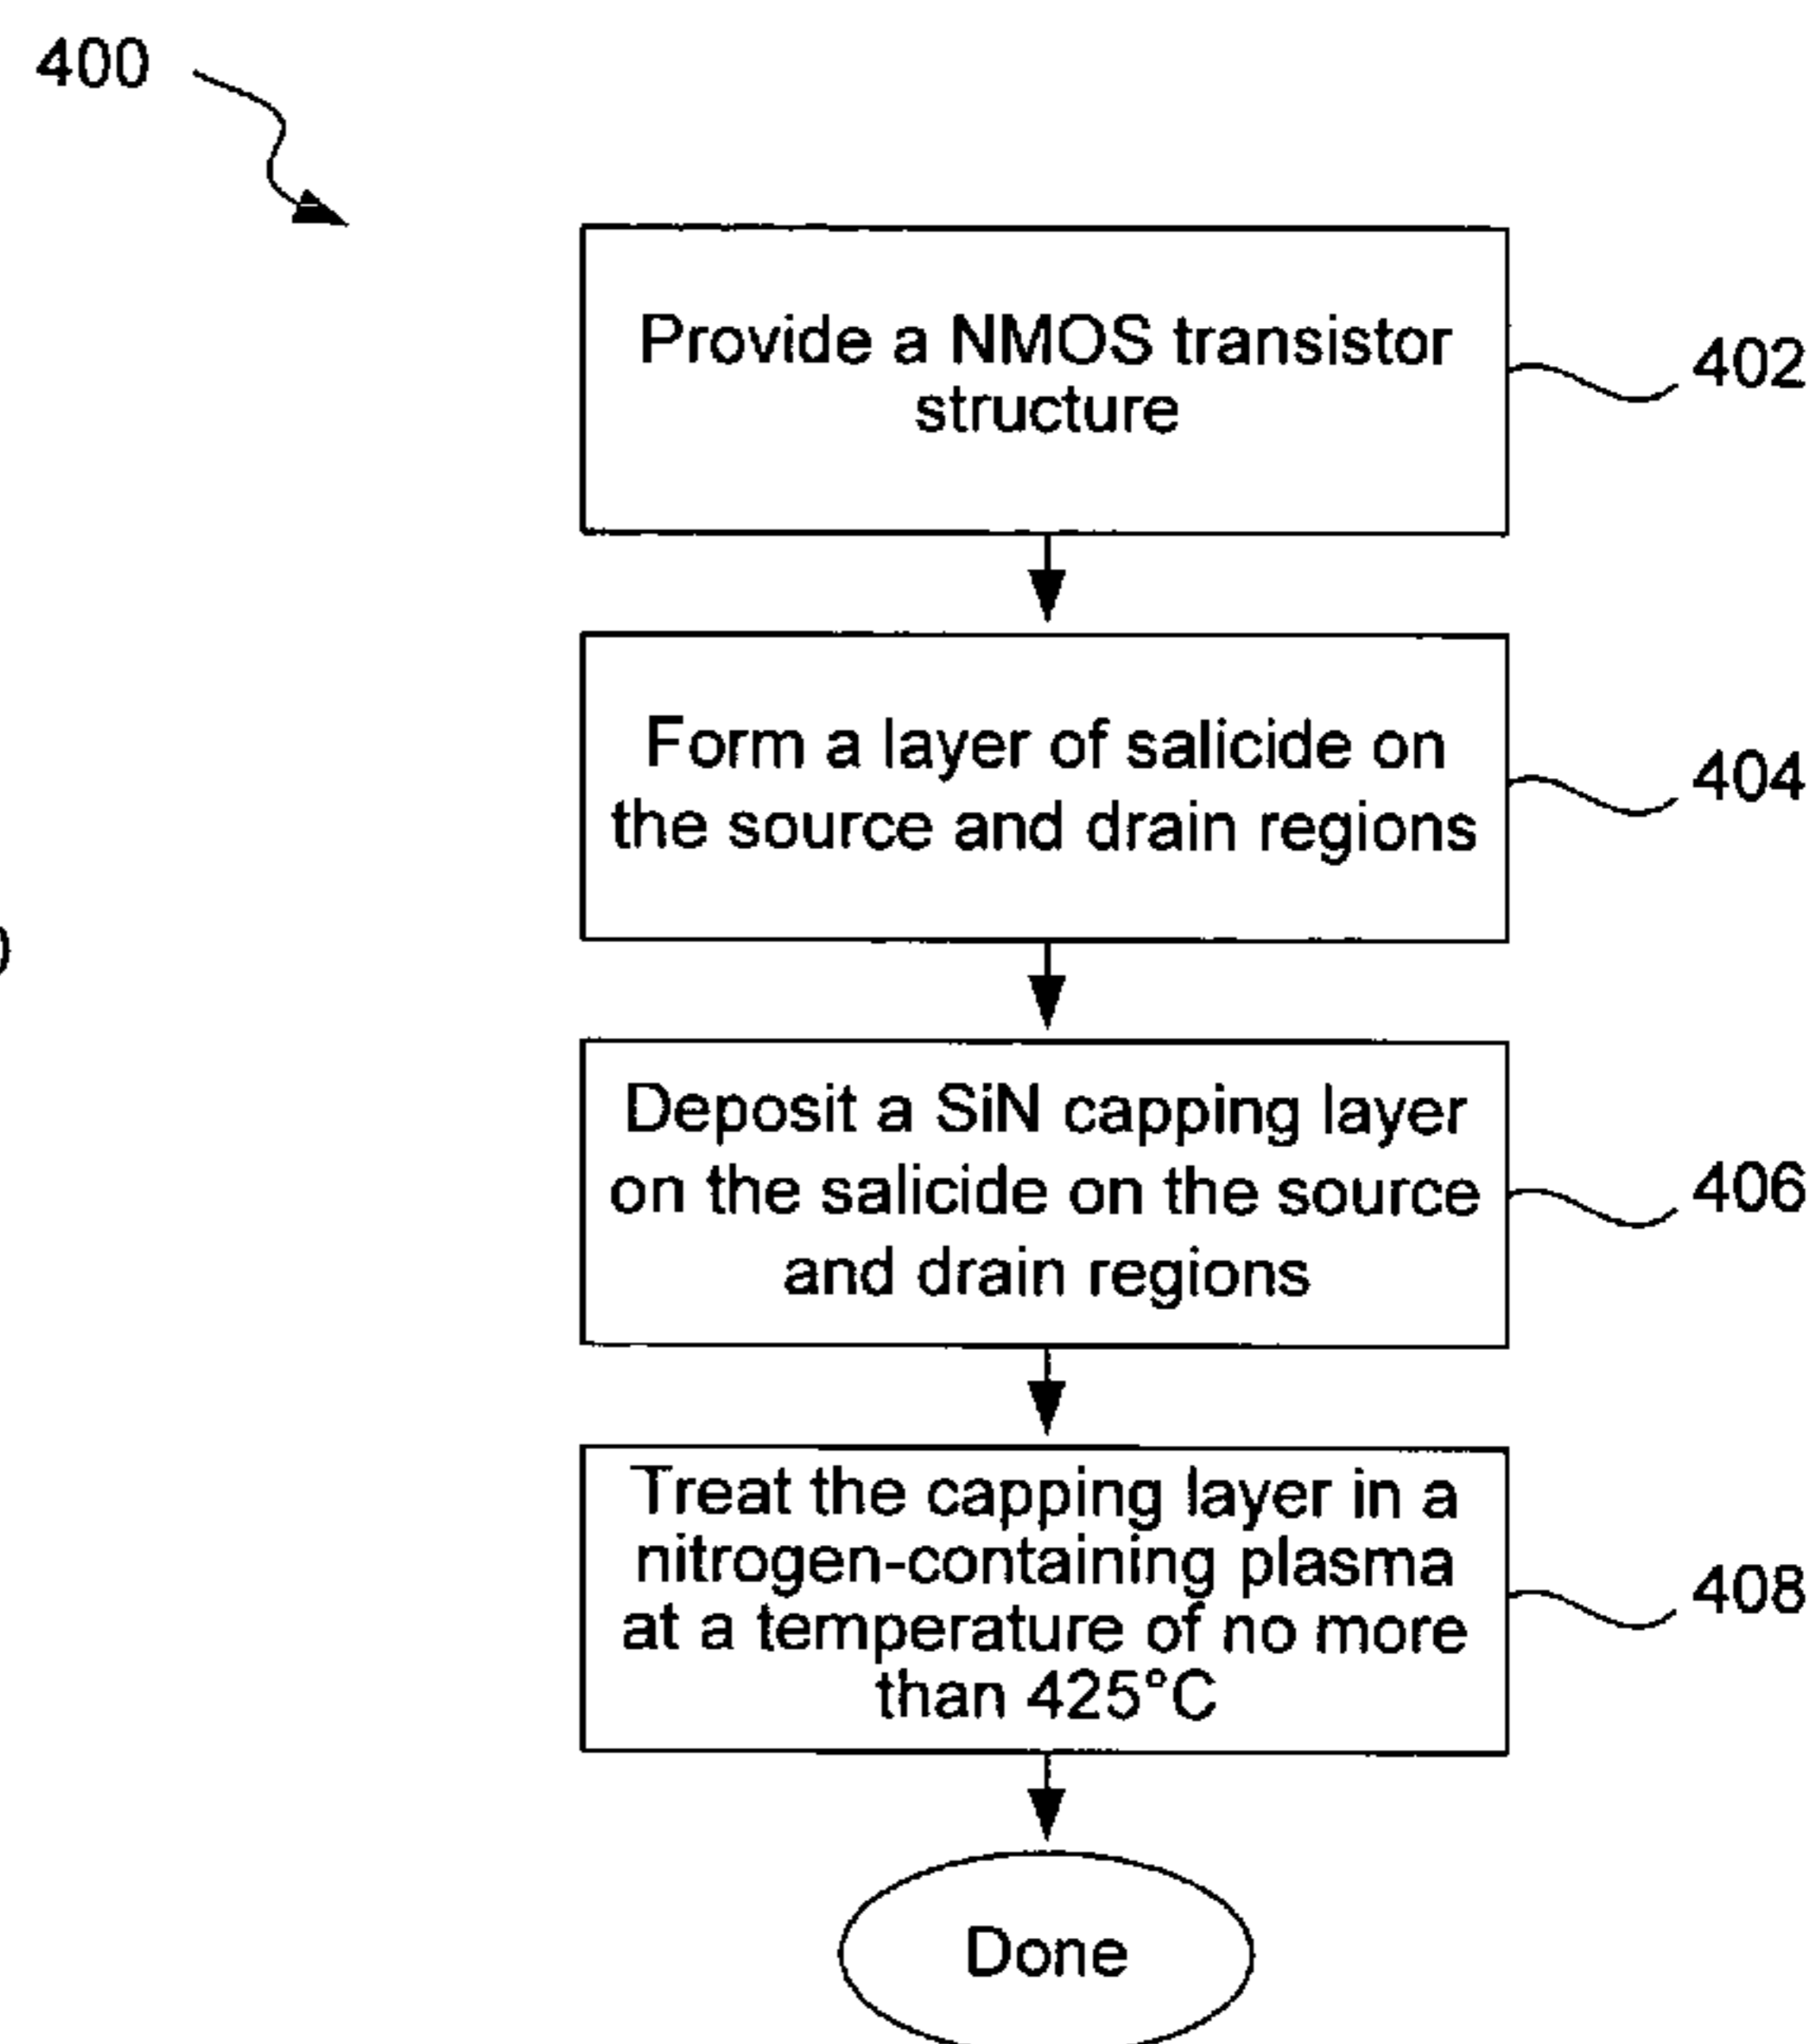 400
Provide a NMOS transistor
structure
402
Form a layer of salicide on
the source and drain regions
404
Deposit a SiN capping layer
on the salicide on the source
and drain regions
406
Treat the capping layer in a
nitrogen-containing plasma
at a temperature of no more
than 425°C
408
Done